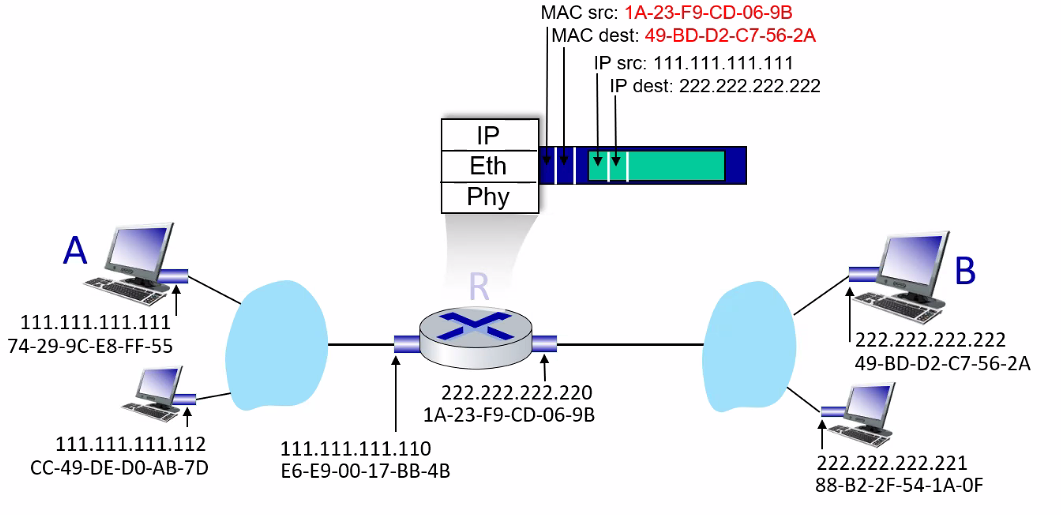 MAC src: 1A-23-F9-CD-06-9B
MAC dest: 49-BD-D2-C7-56-2A
IP src: 111.111.111.111
IP dest: 222.222.222.222
IP
Eth
Phy
A
R
B
111.111.111.111
74-29-9C-E8-FF-55
111.111.111.112
CC-49-DE-D0-AB-7D
111.111.111.110
E6-E9-00-17-BB-4B
222.222.222.220
1A-23-F9-CD-06-9B
222.222.222.222
49-BD-D2-C7-56-2A
222.222.222.221
88-B2-2F-54-1A-0F